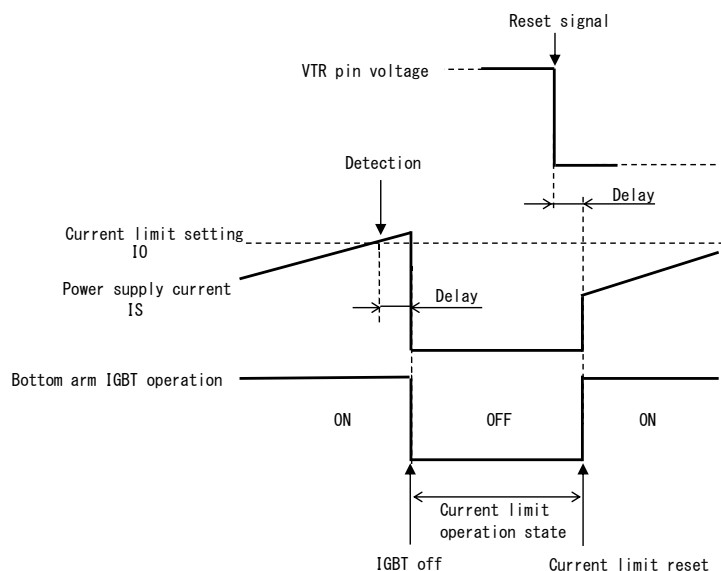 Reset signal
VTR pin voltage
Detection
Delay
Current limit setting
IO
Power supply current
IS
Delay
Bottom arm IGBT operation
ON
OFF
ON
Current limit
operation state
IGBT off
Current limit reset